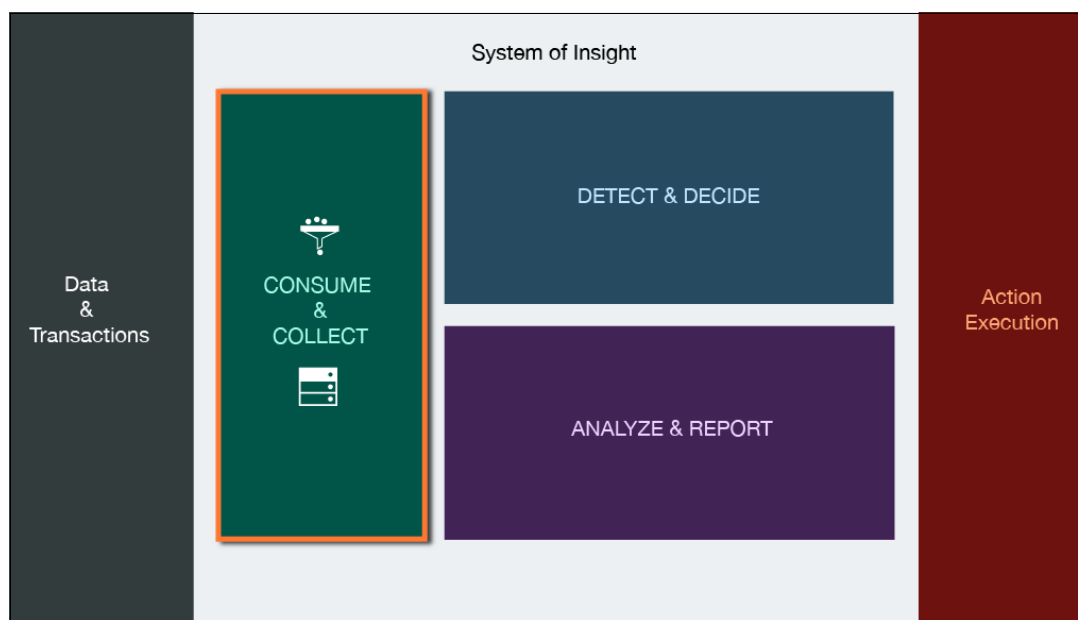 System of Insight
Data
&
Transactions
CONSUME
&
COLLECT
DETECT & DECIDE
ANALYZE & REPORT
Action
Execution